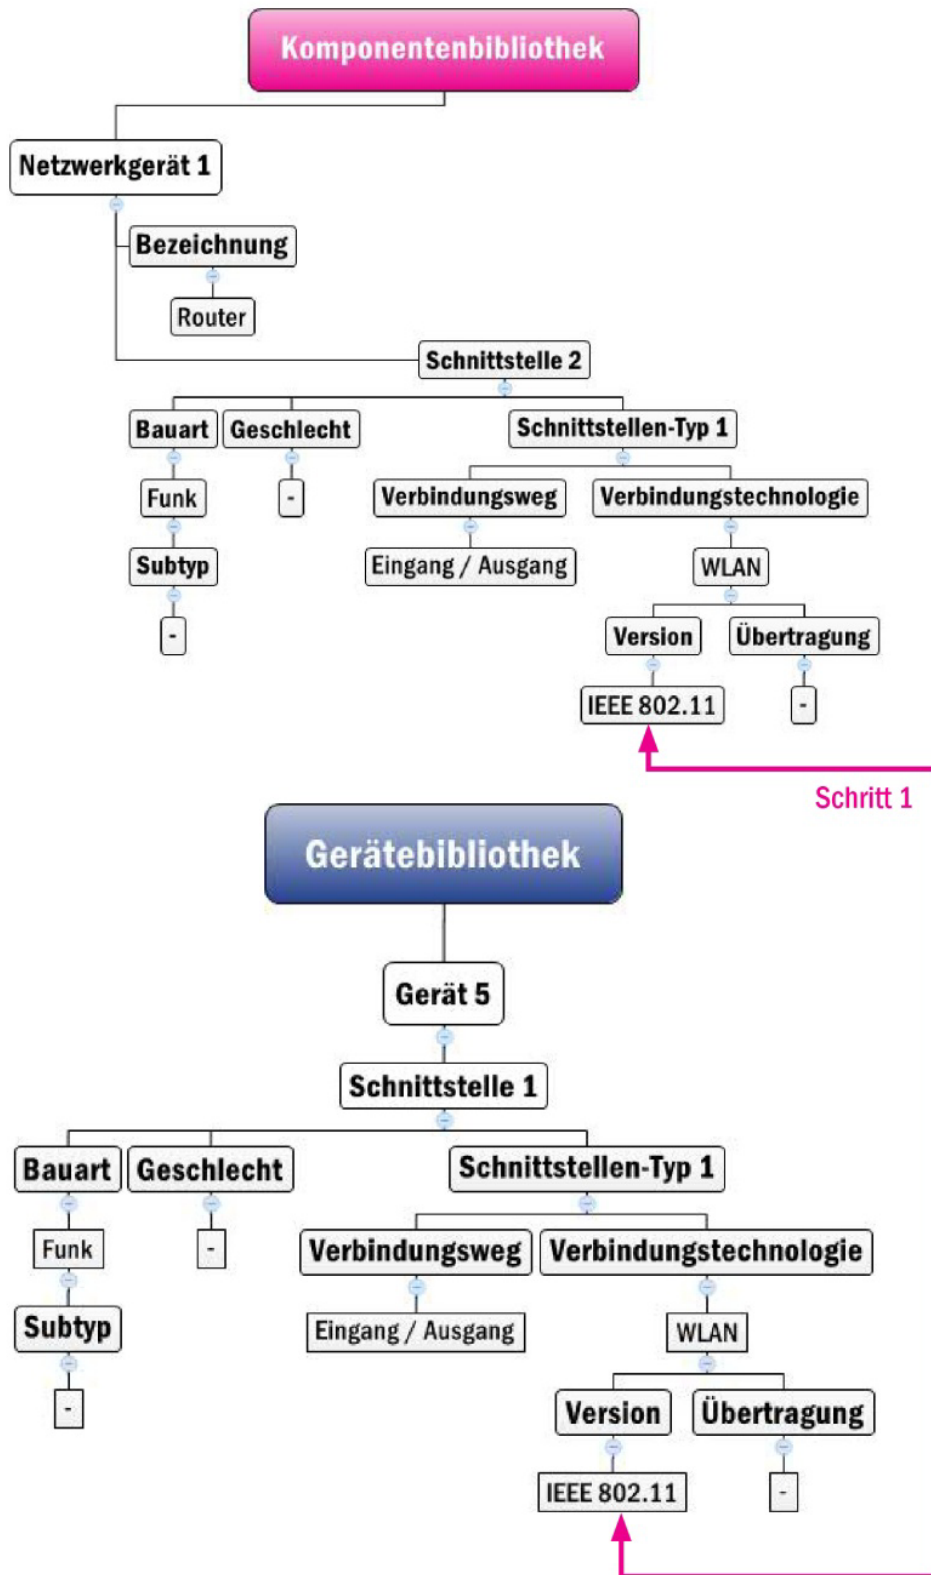 Komponentenbibliothek
Netzwerkgerät 1
Bezeichnung
Router
Schnittstelle 2
Bauart
Geschlecht
Schnittstellen-Typ 1
Funk
-
Verbindungsweg
Verbindungstechnologie
Subtyp
Eingang / Ausgang
WLAN
-
Version
Übertragung
IEEE 802.11
-
Schritt 1
Gerätebibliothek
Gerät 5
Schnittstelle 1
Bauart
Geschlecht
Schnittstellen-Typ 1
Funk
-
Verbindungsweg
Verbindungstechnologie
Subtyp
Eingang / Ausgang
WLAN
-
Version
Übertragung
IEEE 802.11
-